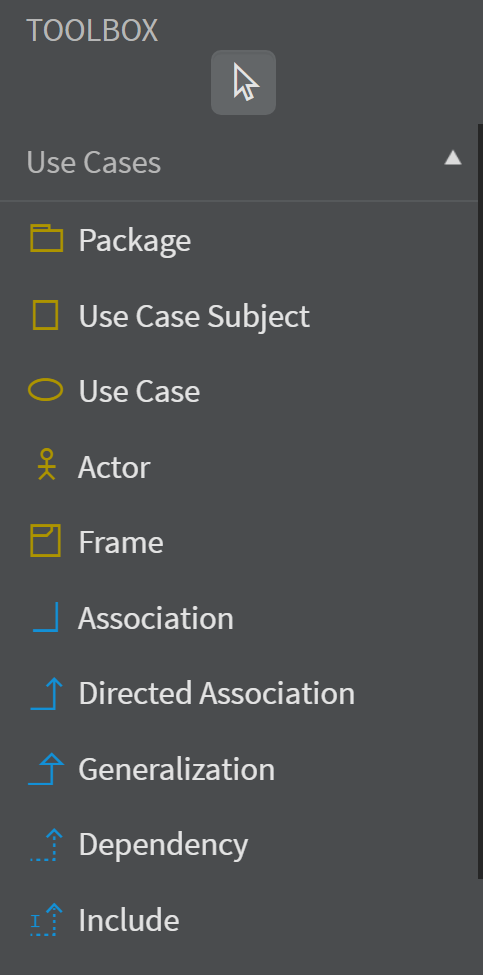 TOOLBOX
Use Cases
Package
Use Case Subject
Use Case
Actor
Frame
Association
Directed Association
Generalization
Dependency
I Include